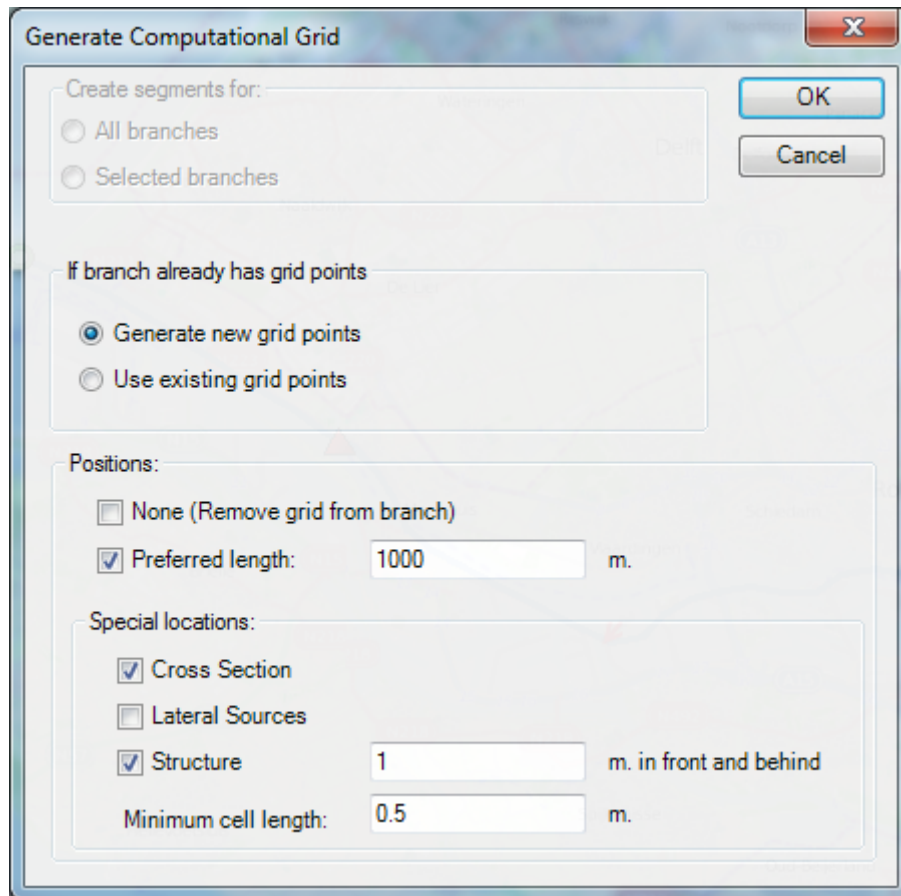 Generate Computational Grid
Create segments for:
All branches
Selected branches
OK
Cancel
If branch already has grid points
Generate new grid points
Use existing grid points
Positions:
None (Remove grid from branch)
Preferred length: 1000 m.
Special locations:
Cross Section
Lateral Sources
Structure 1 m. in front and behind
Minimum cell length: 0.5 m.